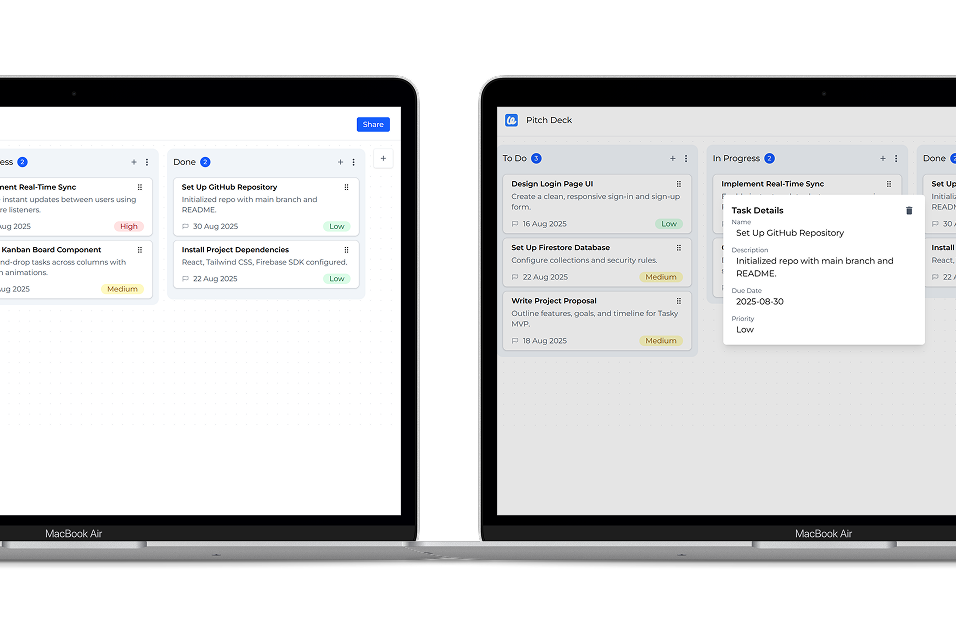 Share
ess 2
nent Real-Time Sync
instant updates between users using
re listeners.
Aug 2025
High
Kanban Board Component
nd-drop tasks across columns with
n animations.
ug 2025
Medium
Done 2
Set Up GitHub Repository
Initialized repo with main branch and
README.
30 Aug 2025
Low
Install Project Dependencies
React, Tailwind CSS, Firebase SDK configured.
22 Aug 2025
Low
MacBook Air
Pitch Deck
To Do 3
Design Login Page UI
Create a clean, responsive sign-in and sign-up
form.
16 Aug 2025
Low
Set Up Firestore Database
Configure collections and security rules.
22 Aug 2025
Medium
Write Project Proposal
Outline features, goals, and timeline for Tasky
MVP.
18 Aug 2025
Medium
In Progress 2
Implement Real-Time Sync
Task Details
Name
Set Up GitHub Repository
Description
Initialized repo with main branch and
README.
Due Date
2025-08-30
Priority
Low
Done 2
Set Up
Initializ
READM
30
Install
React,
22 A
MacBook Air